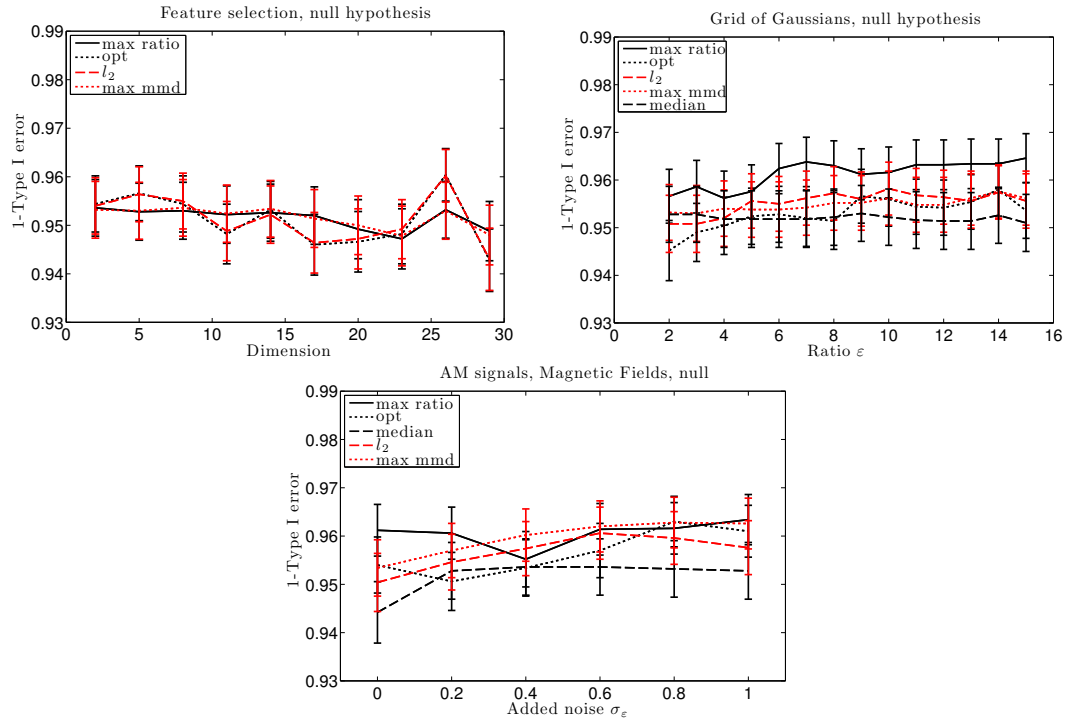 Feature selection, null hypothesis
0.99
0.98
0.97
0.96
0.95
0.94
0.93
1-Type I error
max ratio
opt
l₂
max mmd
0 5 10 15 20 25 30
Dimension
Grid of Gaussians, null hypothesis
0.99
0.98
0.97
0.96
0.95
0.94
0.93
1-Type I error
max ratio
opt
l₂
max mmd
median
0 2 4 6 8 10 12 14 16
Ratio ε
AM signals, Magnetic Fields, null
0.99
0.98
0.97
0.96
0.95
0.94
0.93
1-Type I error
max ratio
opt
median
l₂
max mmd
0 0.2 0.4 0.6 0.8 1
Added noise σ_ε